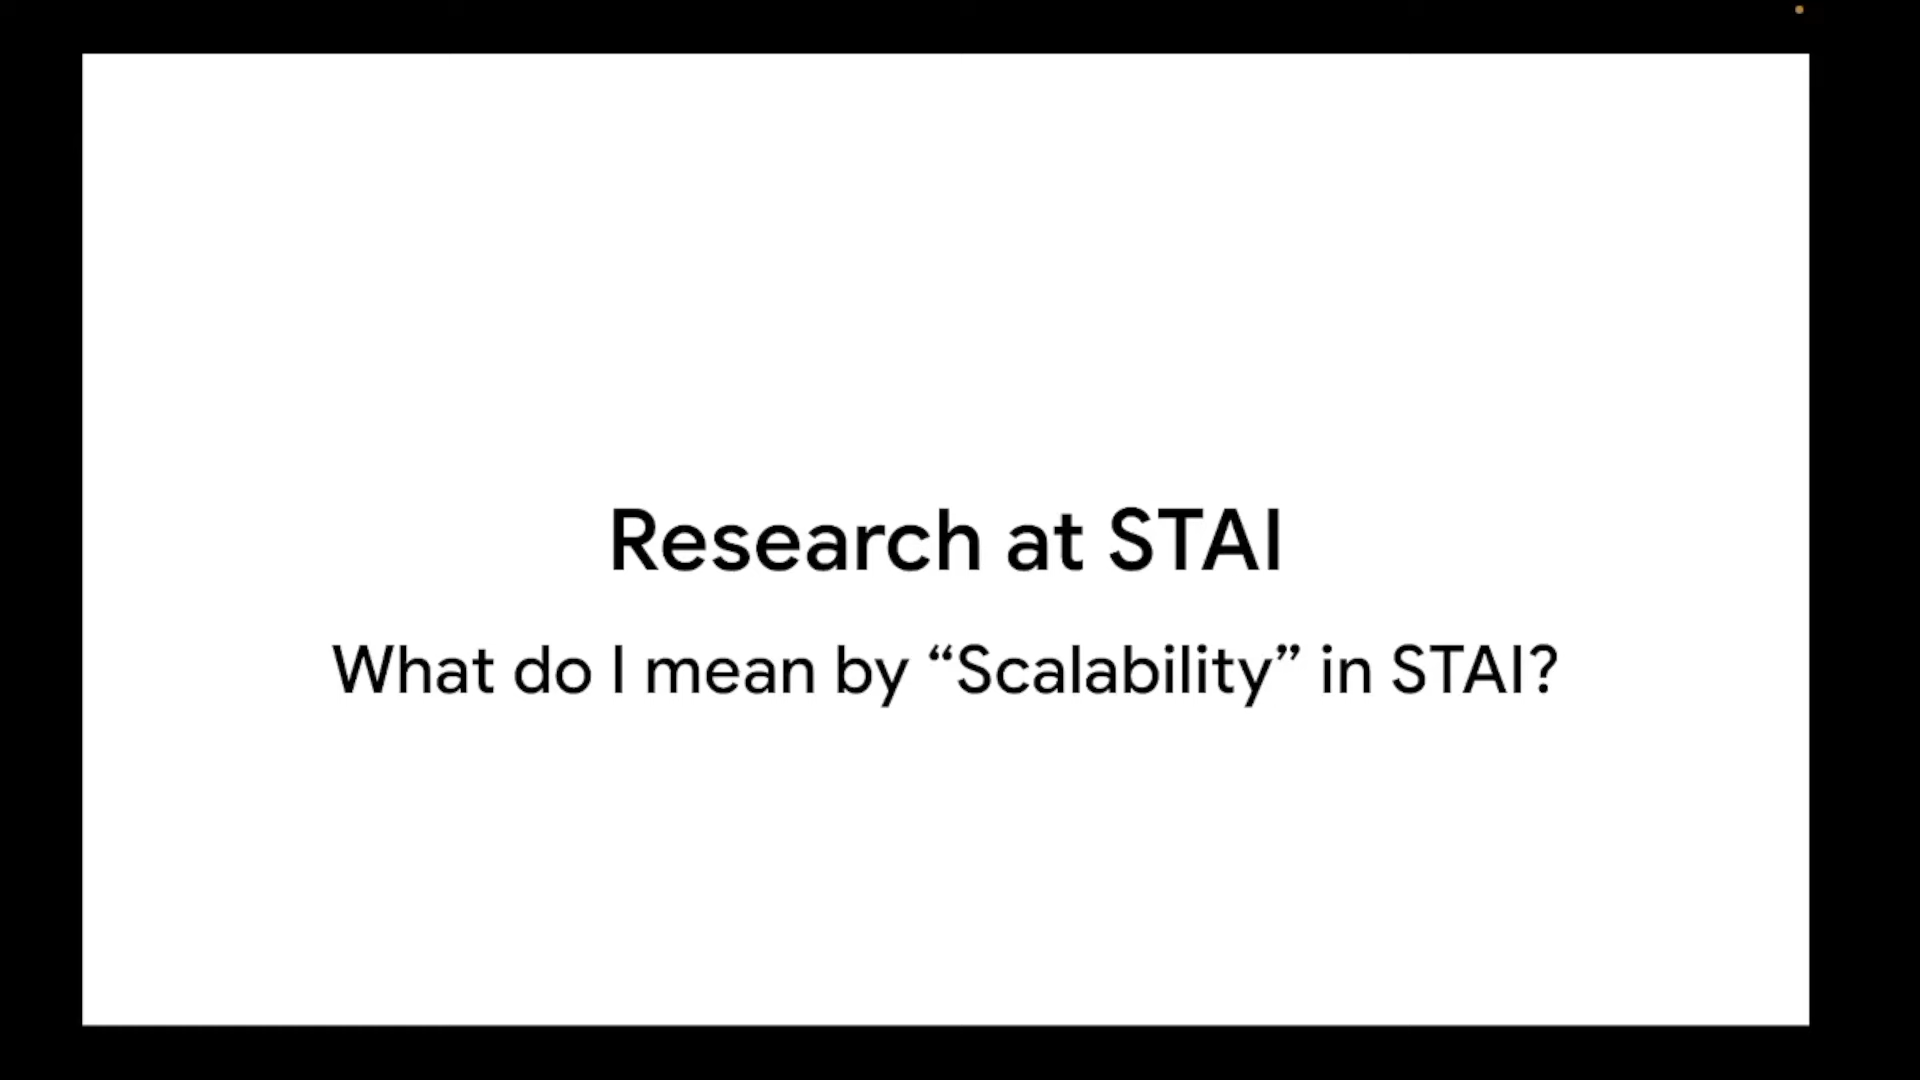 Research at STAI
What do I mean by “Scalability” in STAI?